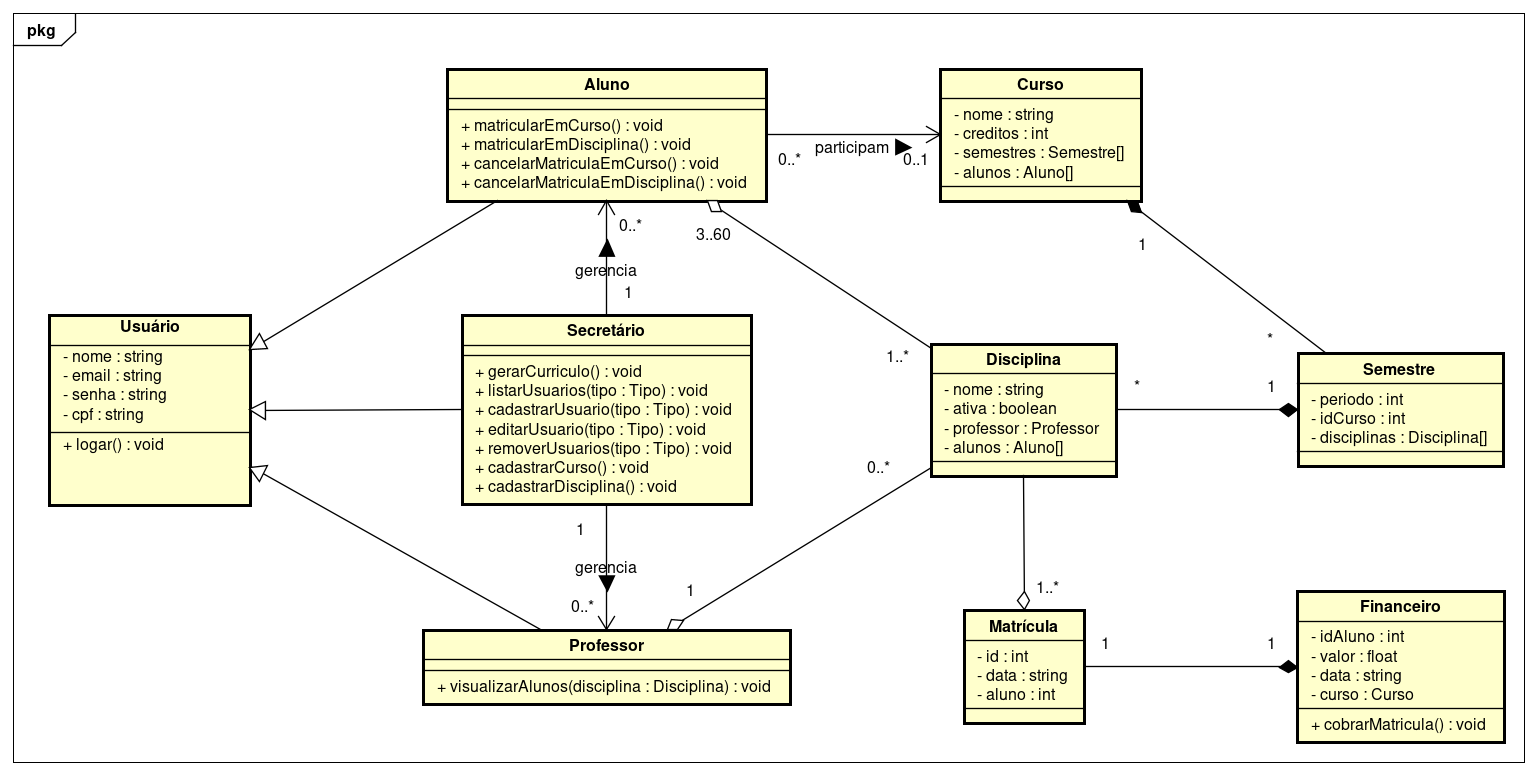 pkg
Aluno
+ matricularEmCurso() : void
+ matricularEmDisciplina() : void
+ cancelarMatriculaEmCurso() : void
+ cancelarMatriculaEmDisciplina() : void
participam
0..*
0..1
Curso
- nome : string
- creditos : int
- semestres : Semestre[]
- alunos : Aluno[]
0..*
3..60
gerencia
1
1
*
Usuário
- nome : string
- email : string
- senha : string
- cpf : string
+ logar() : void
Secretário
+ gerarCurriculo() : void
+ listarUsuarios(tipo : Tipo) : void
+ cadastrarUsuario(tipo : Tipo) : void
+ editarUsuario(tipo : Tipo) : void
+ removerUsuarios(tipo : Tipo) : void
+ cadastrarCurso() : void
+ cadastrarDisciplina() : void
1..*
Disciplina
- nome : string
- ativa : boolean
- professor : Professor
- alunos : Aluno[]
*
1
Semestre
- periodo : int
- idCurso : int
- disciplinas : Disciplina[]
0..*
1
gerencia
0..*
1
Professor
+ visualizarAlunos(disciplina : Disciplina) : void
1..*
Matrícula
- id : int
- data : string
- aluno : int
1
1
Financeiro
- idAluno : int
- valor : float
- data : string
- curso : Curso
+ cobrarMatricula() : void